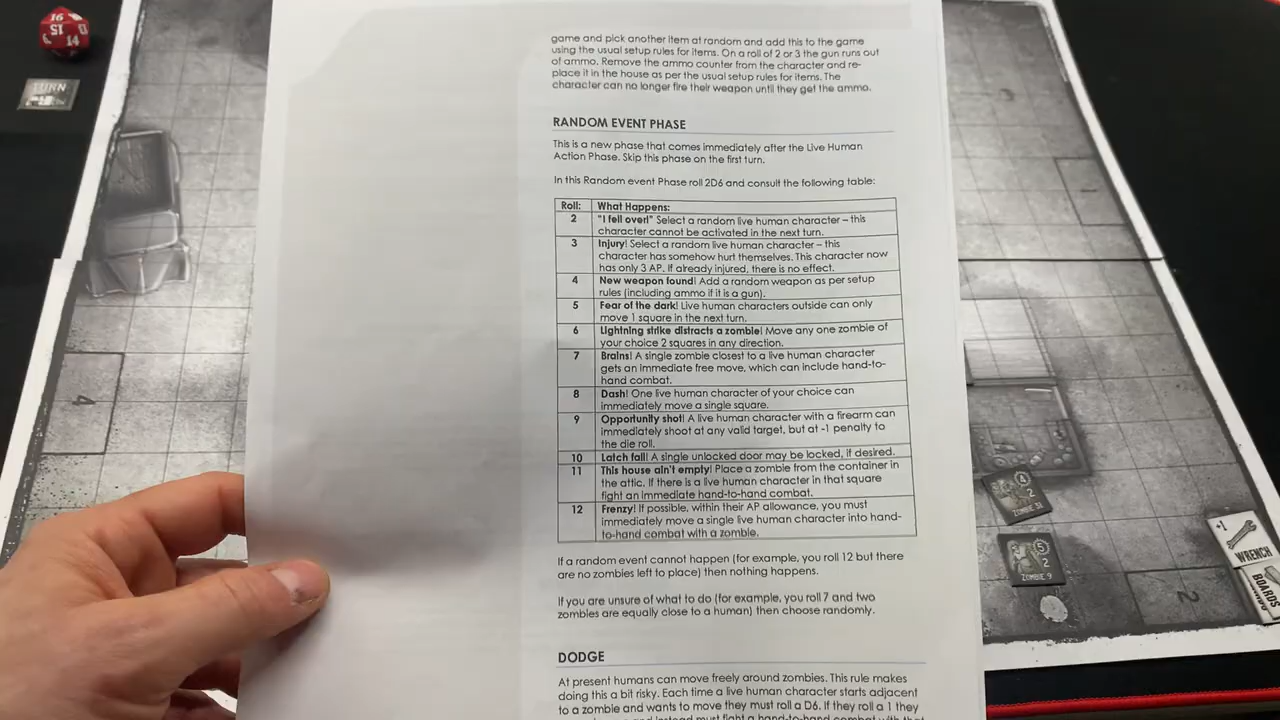 16
15
14
TURN
game and pick another item at random and add this to the game
using the usual setup rules for items. On a roll of 2 or 3 the gun runs out
of ammo. Remove the ammo counter from the character and re-
place it in the house as per the usual setup rules for items. The
character can no longer fire their weapon until they get the ammo.
RANDOM EVENT PHASE
This is a new phase that comes immediately after the Live Human
Action Phase. Skip this phase on the first turn.
In this Random event Phase roll 2D6 and consult the following table:
Roll: What Happens:
2 "I fell over!" Select a random live human character – this
character cannot be activated in the next turn.
3 Injury! Select a random live human character – this
character has somehow hurt themselves. This character now
has only 3 AP. If already injured, there is no effect.
4 New weapon found! Add a random weapon as per setup
rules (including ammo if it is a gun).
5 Fear of the dark! Live human characters outside can only
move 1 square in the next turn.
6 Lightning strike distracts a zombie! Move any one zombie of
your choice 2 squares in any direction.
7 Brains! A single zombie closest to a live human character
gets an immediate free move, which can include hand-to-
hand combat.
8 Dash! One live human character of your choice can
immediately move a single square.
9 Opportunity shot! A live human character with a firearm can
immediately shoot at any valid target, but at -1 penalty to
the die roll.
10 Latch fall! A single unlocked door may be locked, if desired.
11 This house ain't empty! Place a zombie from the container in
the attic. If there is a live human character in that square
fight an immediate hand-to-hand combat.
12 Frenzy! If possible, within their AP allowance, you must
immediately move a single live human character into hand-
to-hand combat with a zombie.
If a random event cannot happen (for example, you roll 12 but there
are no zombies left to place) then nothing happens.
If you are unsure of what to do (for example, you roll 7 and two
zombies are equally close to a human) then choose randomly.
DODGE
At present humans can move freely around zombies. This rule makes
doing this a bit risky. Each time a live human character starts adjacent
to a zombie and wants to move they must roll a D6. If they roll a 1 they
instead must fight a hand-to-hand combat with that
4
1
2
4
2
ZOMBIE
5
2
ZOMBIE 9
+1
WRENCH
BOARDS